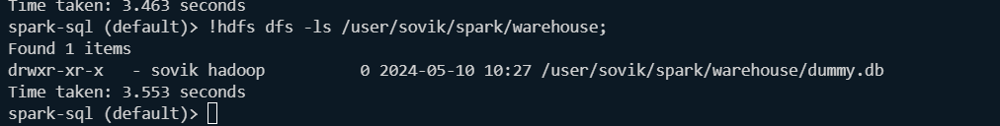 Time taken: 3.463 seconds
spark-sql (default)> !hdfs dfs -ls /user/sovik/spark/warehouse;
Found 1 items
drwxr-xr-x   - sovik hadoop          0 2024-05-10 10:27 /user/sovik/spark/warehouse/dummy.db
Time taken: 3.553 seconds
spark-sql (default)>